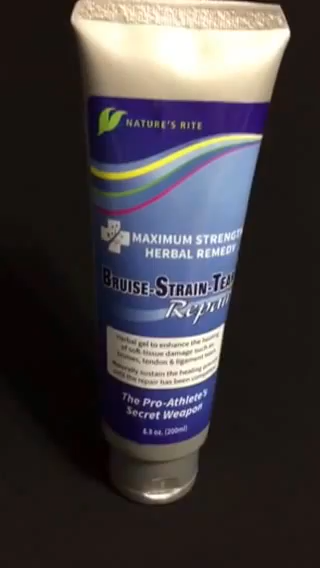 NATURE'S RITE
MAXIMUM STRENGTH
HERBAL REMEDY
BRUISE-STRAIN-TEAR
Repair
Herbal gel to enhance the healing
of soft tissue damage such as
bruises, tendon & ligament tears.
Naturally sustain the healing process
until the repair has been completed.
The Pro-Athlete's
Secret Weapon
6.9 oz. (200ml)